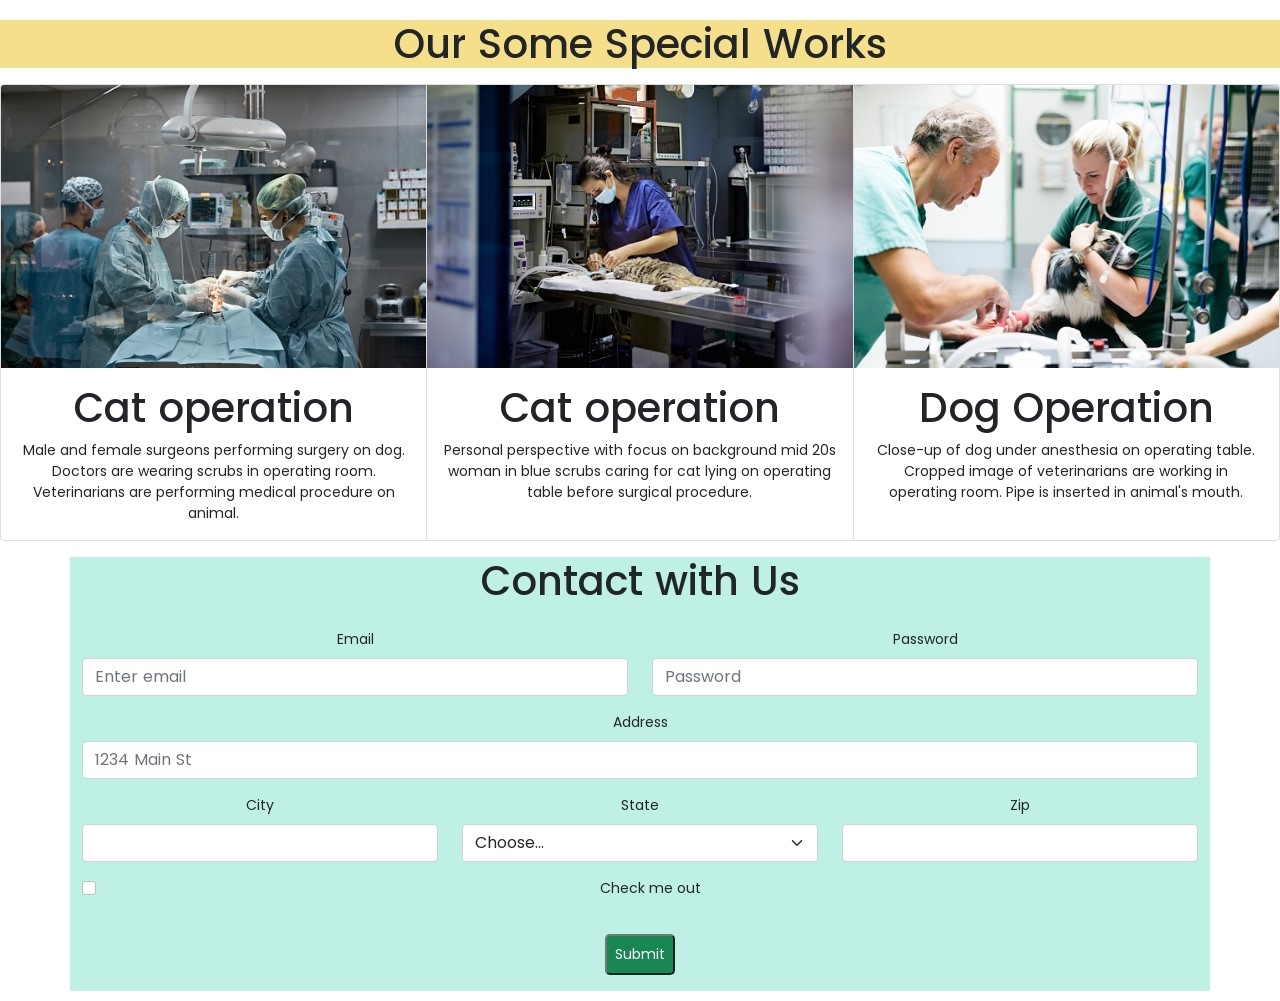 Our Some Special Works
Cat operation
Male and female surgeons performing surgery on dog.
Doctors are wearing scrubs in operating room.
Veterinarians are performing medical procedure on
animal.
Cat operation
Personal perspective with focus on background mid 20s
woman in blue scrubs caring for cat lying on operating
table before surgical procedure.
Dog Operation
Close-up of dog under anesthesia on operating table.
Cropped image of veterinarians are working in
operating room. Pipe is inserted in animal's mouth.
Contact with Us
Email
Password
Enter email
Password
Address
1234 Main St
City
State
Zip
Choose...
Check me out
Submit